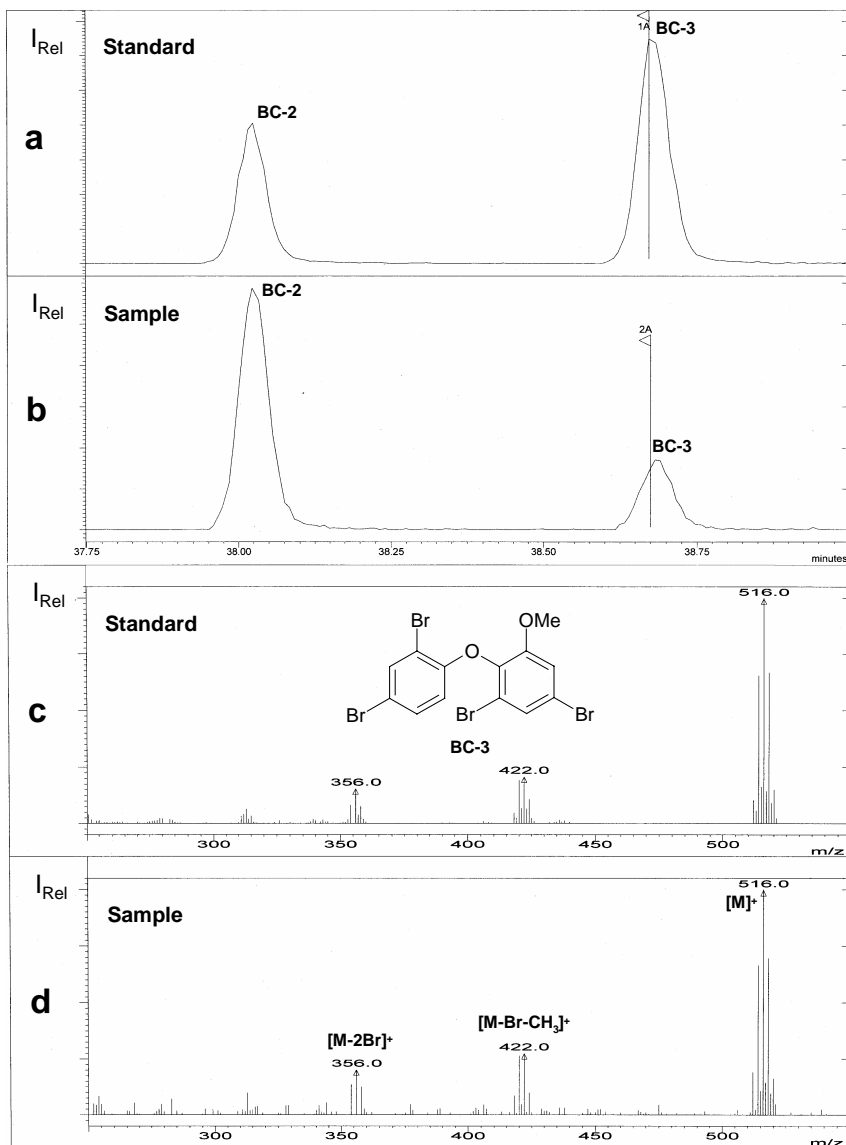 I_Rel Standard
a
BC-2
1A
BC-3
I_Rel Sample
b
BC-2
2A
BC-3
37.75 38.00 38.25 38.50 38.75 minutes
I_Rel Standard
c
Br OMe
O
Br Br Br
BC-3
516.0
422.0
356.0
300 350 400 450 500 m/z
I_Rel Sample
d
516.0
[M]+
[M-Br-CH₃]+
422.0
[M-2Br]+
356.0
300 350 400 450 500 m/z